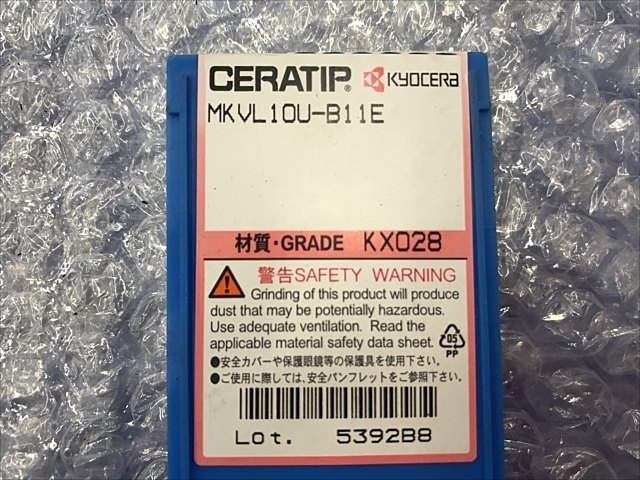 CERATIP® KYOCERA
MKVL10U-B11E
材質・GRADE KX028
警告SAFETY WARNING
Grinding of this product will produce
dust that may be potentially hazardous.
Use adequate ventilation. Read the
applicable material safety data sheet.
05
PP
●安全カバーや保護眼鏡等の保護具を使用下さい。
●ご使用に際しては、安全パンフレットをご参照下さい。
Lot. 5392B8